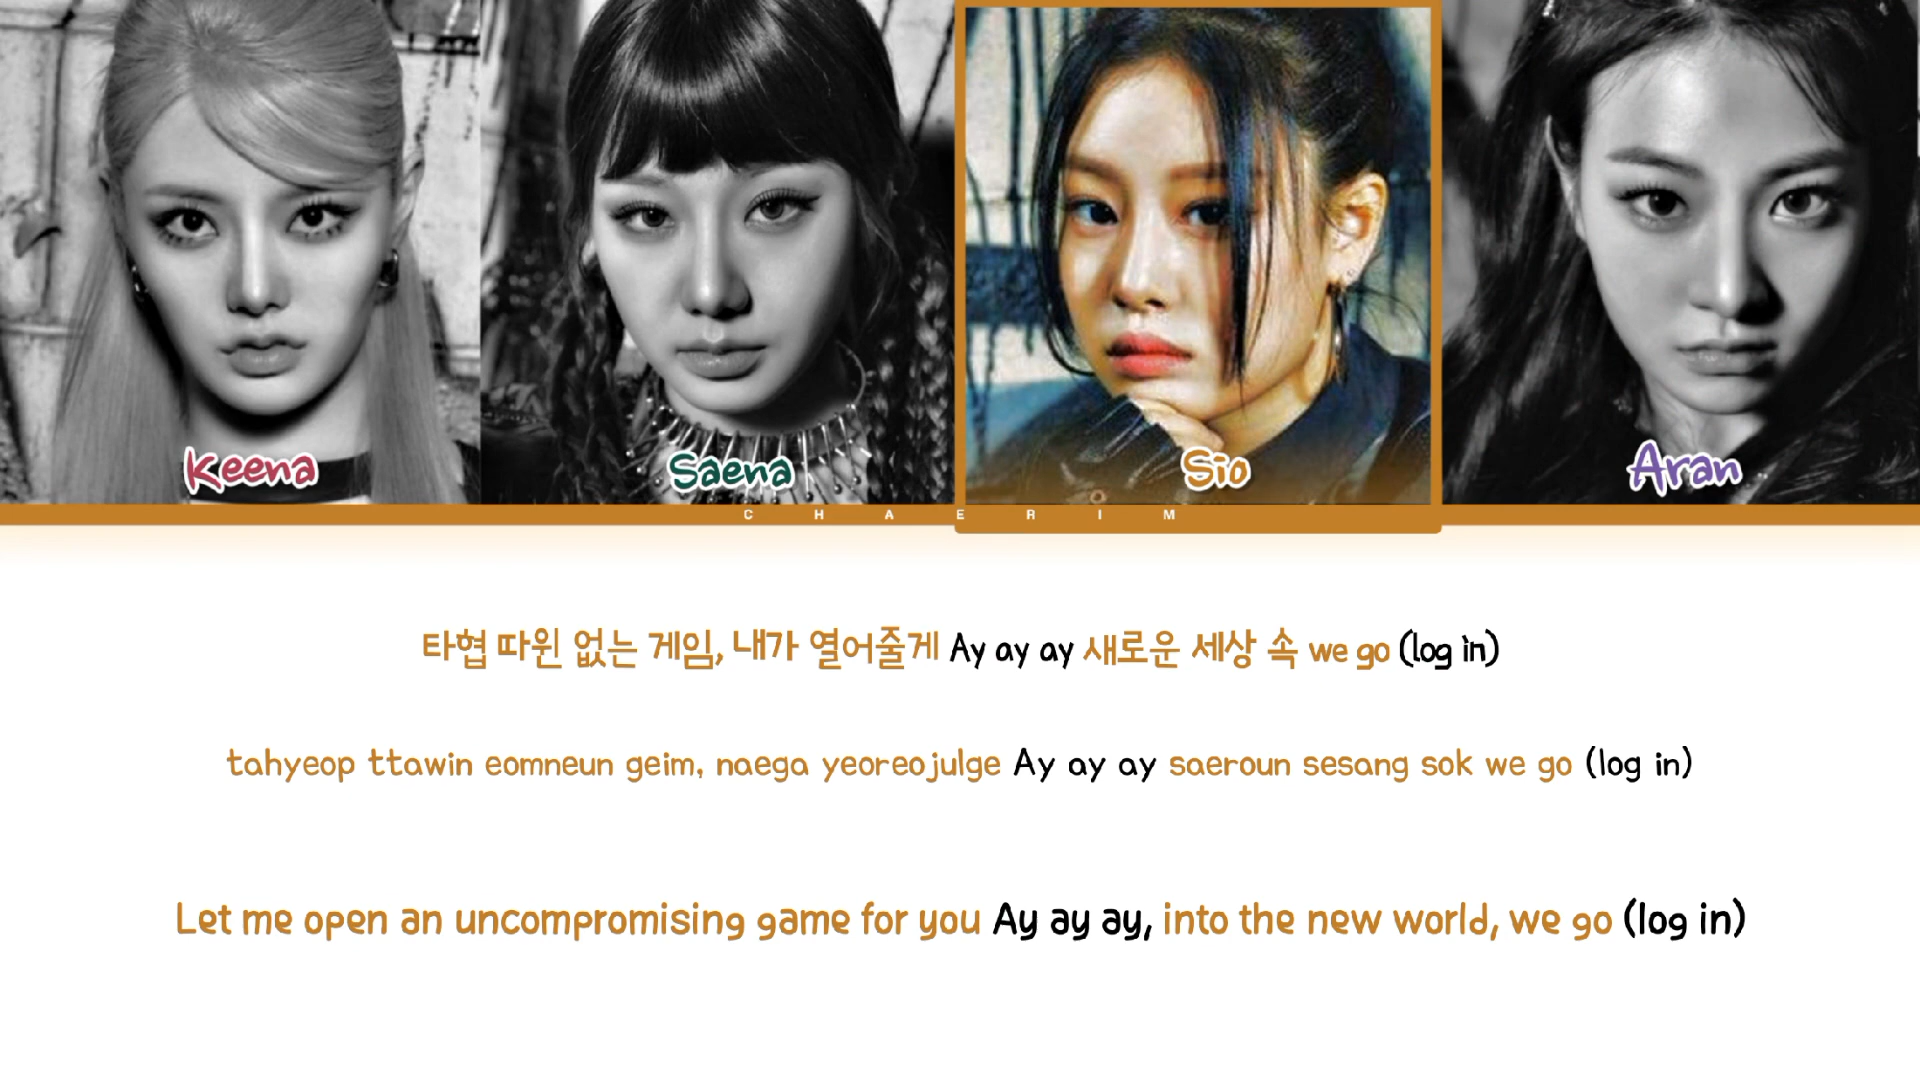 Keena
Saena
Sio
Aran
CHAERIM
타협 따윈 없는 게임, 내가 열어줄게 Ay ay ay 새로운 세상 속 we go (log in)
tahyeop ttawin eomneun geim, naega yeoreojulge Ay ay ay saeroun sesang sok we go (log in)
Let me open an uncompromising game for you Ay ay ay, into the new world, we go (log in)